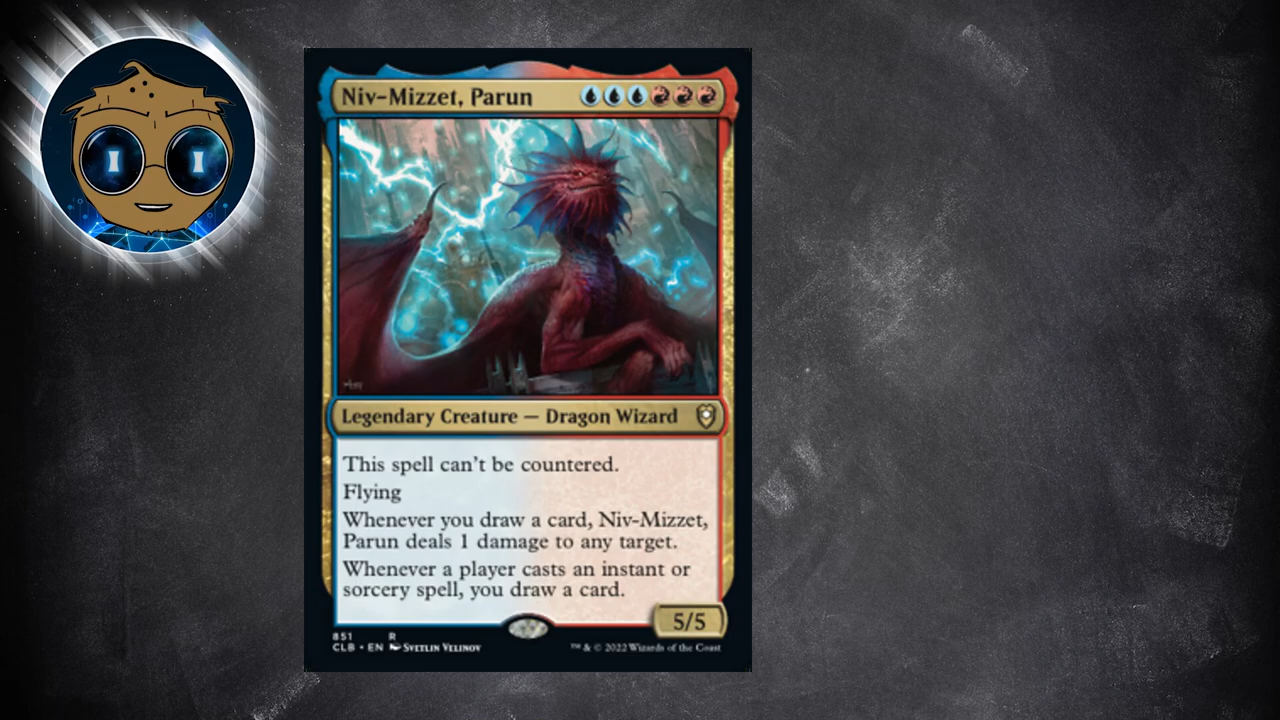 Niv-Mizzet, Parun
Legendary Creature — Dragon Wizard
This spell can't be countered.
Flying
Whenever you draw a card, Niv-Mizzet,
Parun deals 1 damage to any target.
Whenever a player casts an instant or
sorcery spell, you draw a card.
5/5
851 R
CLB • EN Svetlin Velinov
™ & © 2022 Wizards of the Coast